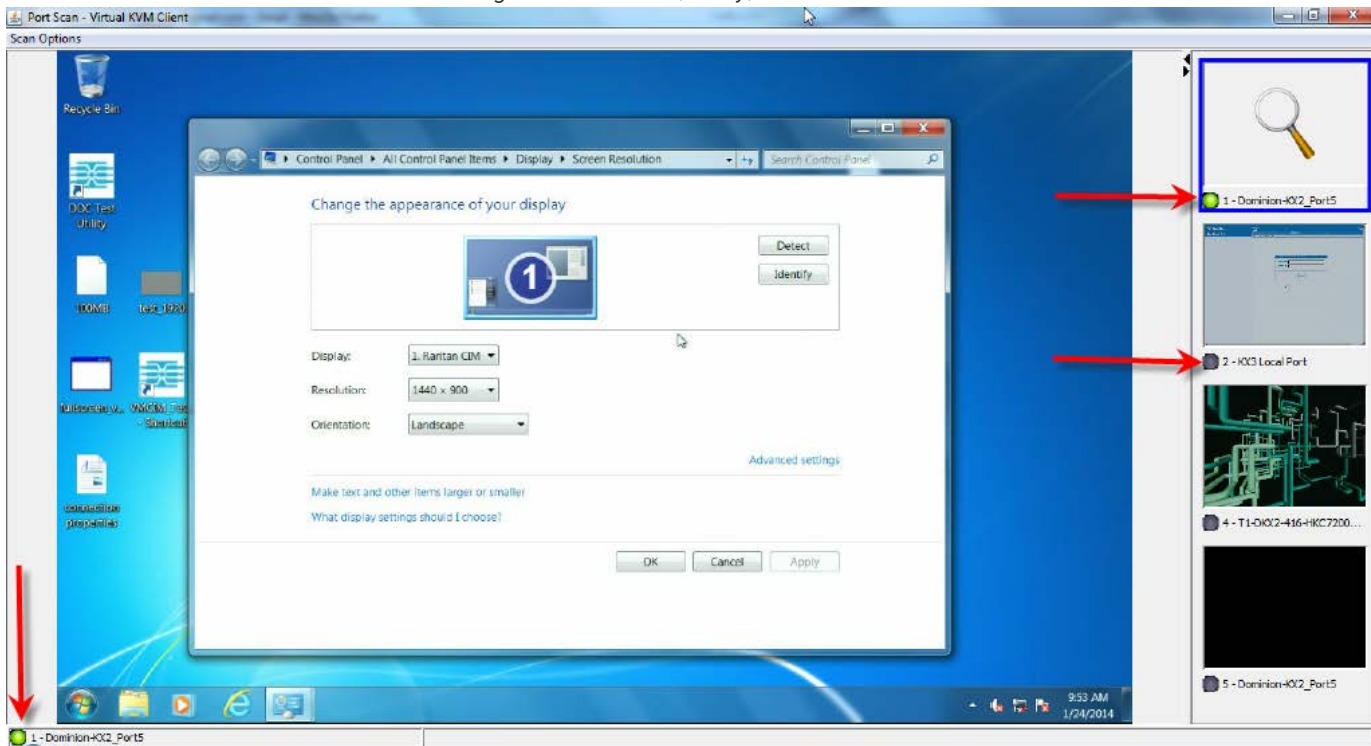 Port Scan - Virtual KVM Client
Scan Options
Recycle Bin
DDC Test
Utility
100MB
test_1920
VMCIM_Tes
- Shortcut
connection
properties
Control Panel ▸ All Control Panel Items ▸ Display ▸ Screen Resolution
Search Control Panel
Change the appearance of your display
1
Detect
Identify
Display: 1. Raritan CIM
Resolution: 1440 × 900
Orientation: Landscape
Advanced settings
Make text and other items larger or smaller
What display settings should I choose?
OK Cancel Apply
9:53 AM
1/24/2014
1 - Dominion-KX2_Port5
2 - KX3 Local Port
4 - T1-DKX2-416-HKC7200...
5 - Dominion-KX2_Port5
1 - Dominion-KX2_Port5